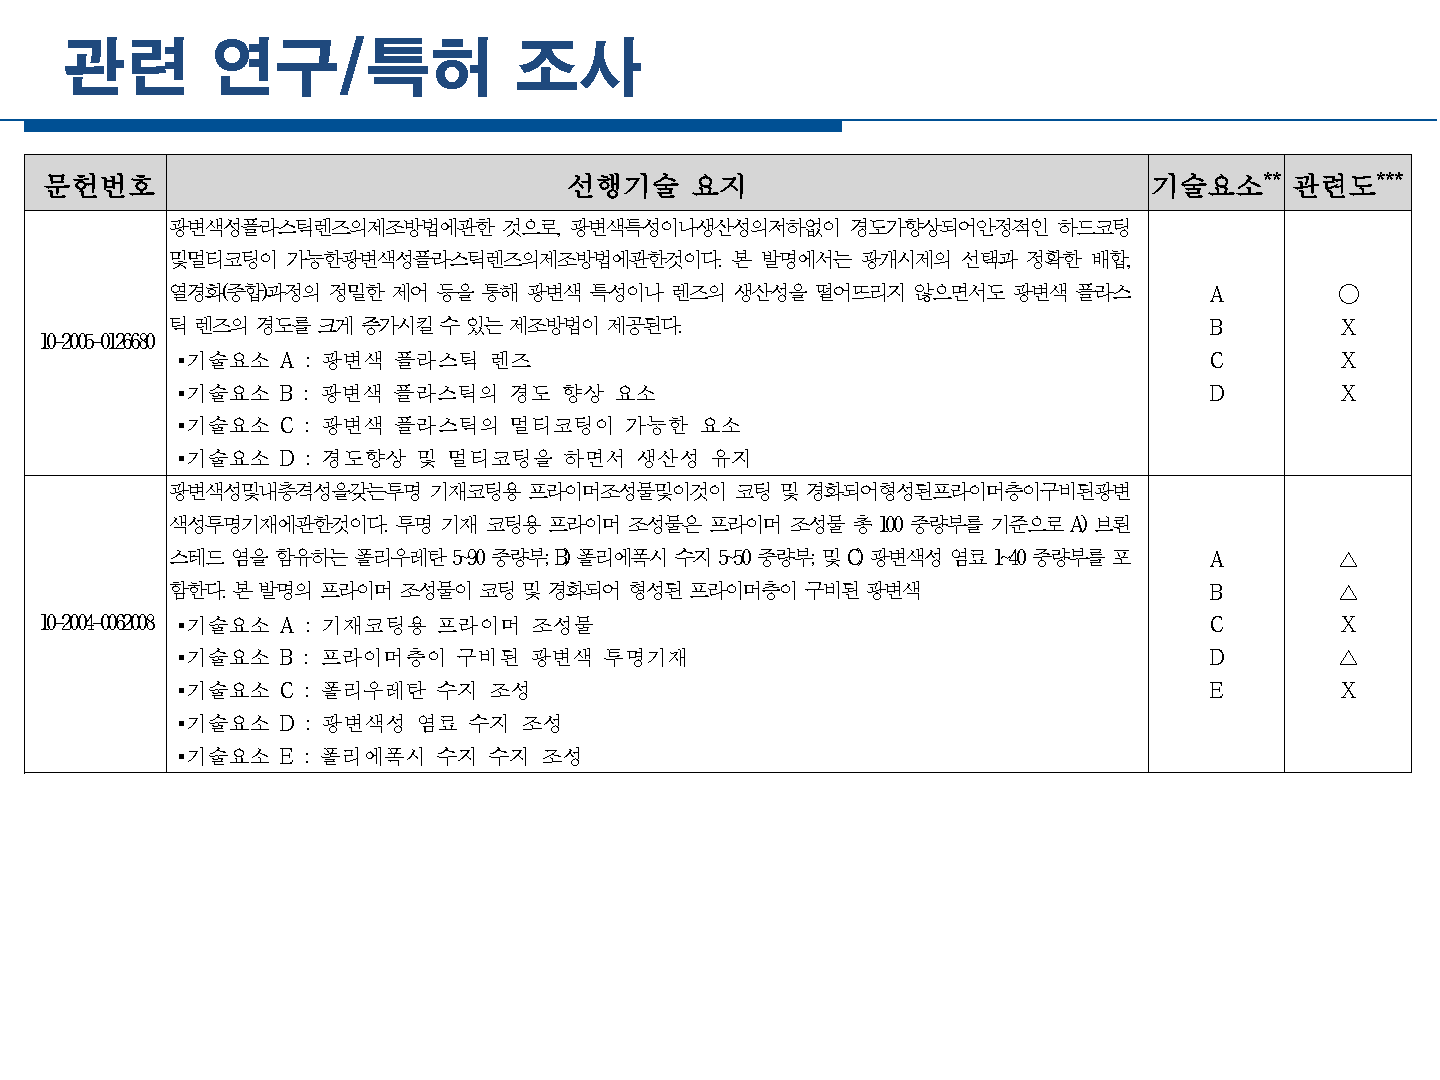 관련 연구/특허 조사
문헌번호 선행기술 요지 기술요소** 관련도***
10-2005-0126680
광변색성플라스틱렌즈의제조방법에관한 것으로, 광변색특성이나생산성의저하없이 경도가향상되어안정적인 하드코팅
및멀티코팅이 가능한광변색성플라스틱렌즈의제조방법에관한것이다. 본 발명에서는 광개시제의 선택과 정확한 배합,
열경화(중합)과정의 정밀한 제어 등을 통해 광변색 특성이나 렌즈의 생산성을 떨어뜨리지 않으면서도 광변색 플라스
틱 렌즈의 경도를 크게 증가시킬 수 있는 제조방법이 제공된다.
▪기술요소 A : 광변색 플라스틱 렌즈
▪기술요소 B : 광변색 플라스틱의 경도 향상 요소
▪기술요소 C : 광변색 플라스틱의 멀티코팅이 가능한 요소
▪기술요소 D : 경도향상 및 멀티코팅을 하면서 생산성 유지
A ○
B X
C X
D X
10-2004-0062008
광변색성및내충격성을갖는투명 기재코팅용 프라이머조성물및이것이 코팅 및 경화되어형성된프라이머층이구비된광변
색성투명기재에관한것이다. 투명 기재 코팅용 프라이머 조성물은 프라이머 조성물 총 100 중량부를 기준으로 A) 브뢴
스테드 염을 함유하는 폴리우레탄 5~90 중량부; B) 폴리에폭시 수지 5~50 중량부; 및 C) 광변색성 염료 1~40 중량부를 포
함한다. 본 발명의 프라이머 조성물이 코팅 및 경화되어 형성된 프라이머층이 구비된 광변색
▪기술요소 A : 기재코팅용 프라이머 조성물
▪기술요소 B : 프라이머층이 구비된 광변색 투명기재
▪기술요소 C : 폴리우레탄 수지 조성
▪기술요소 D : 광변색성 염료 수지 조성
▪기술요소 E : 폴리에폭시 수지 수지 조성
A △
B △
C X
D △
E X